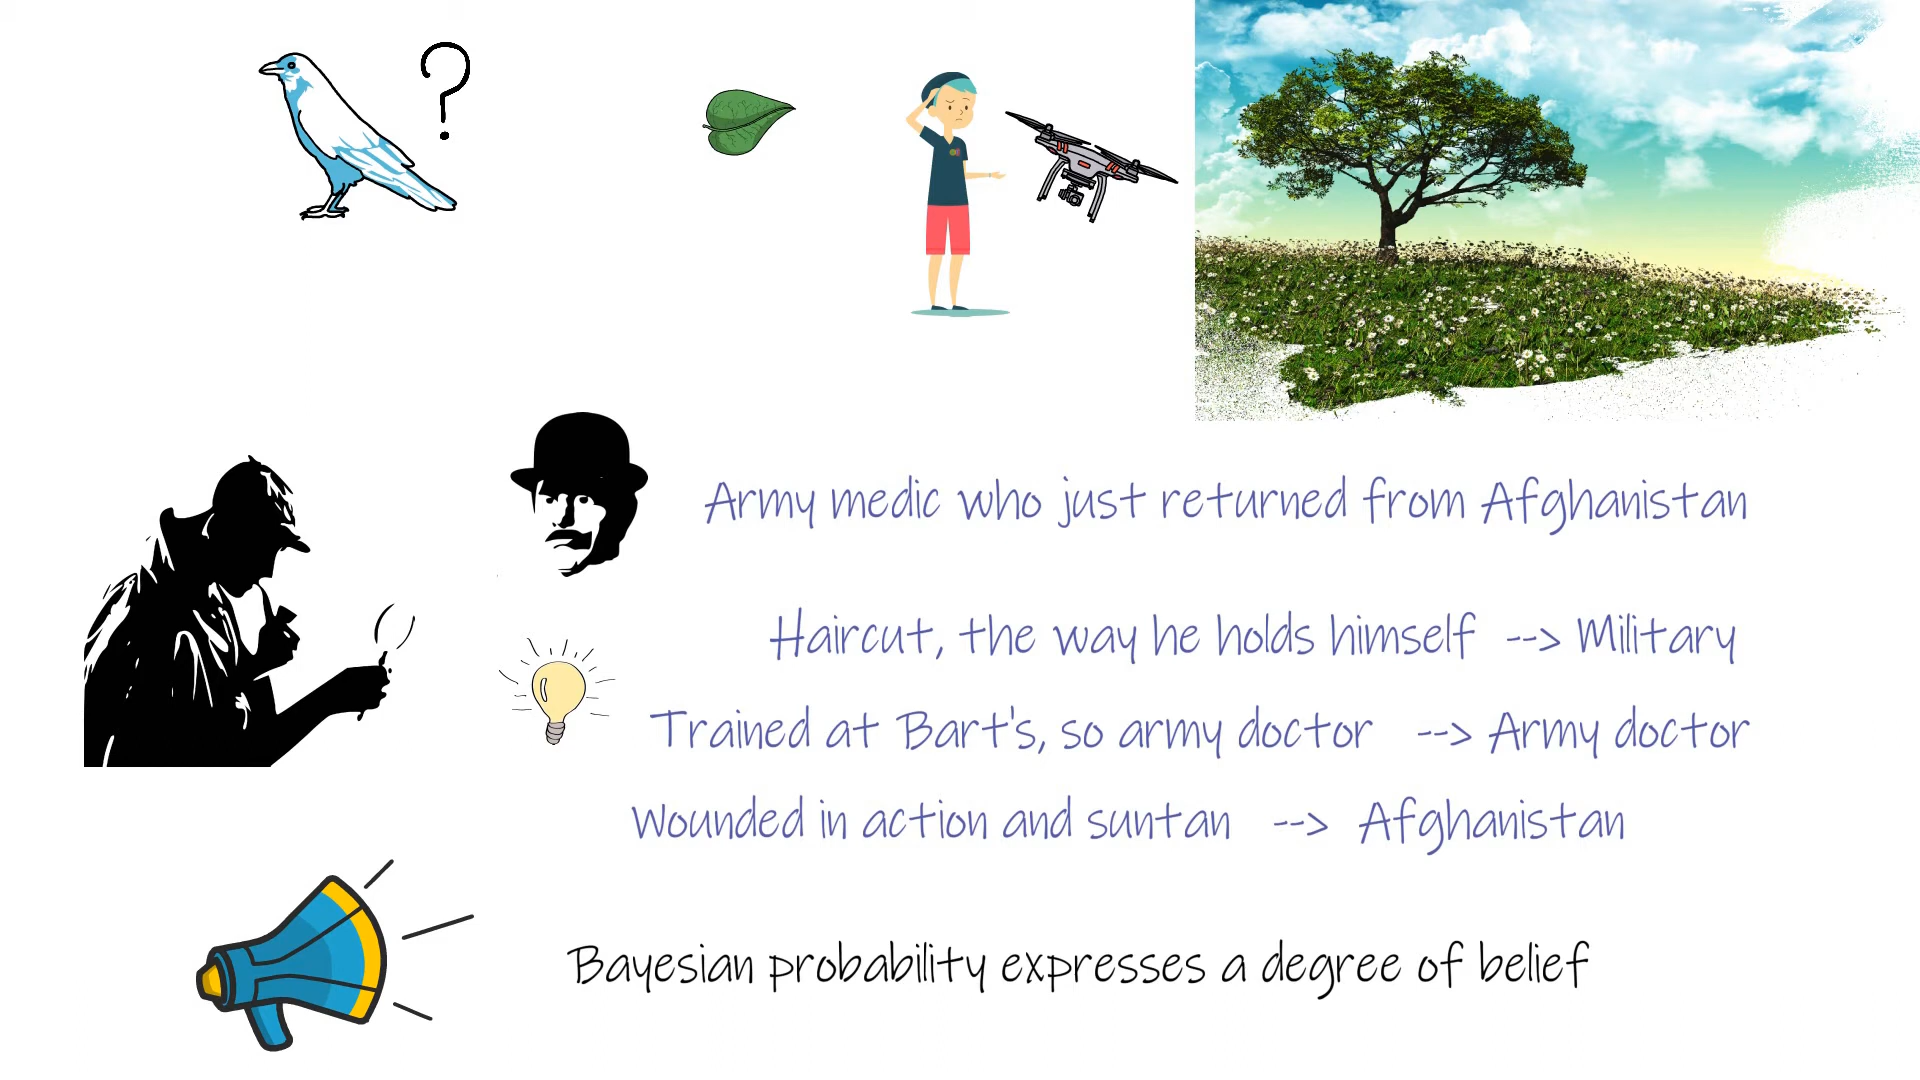 ?
Army medic who just returned from Afghanistan
Haircut, the way he holds himself --> Military
Trained at Bart's, so army doctor --> Army doctor
Wounded in action and suntan --> Afghanistan
Bayesian probability expresses a degree of belief